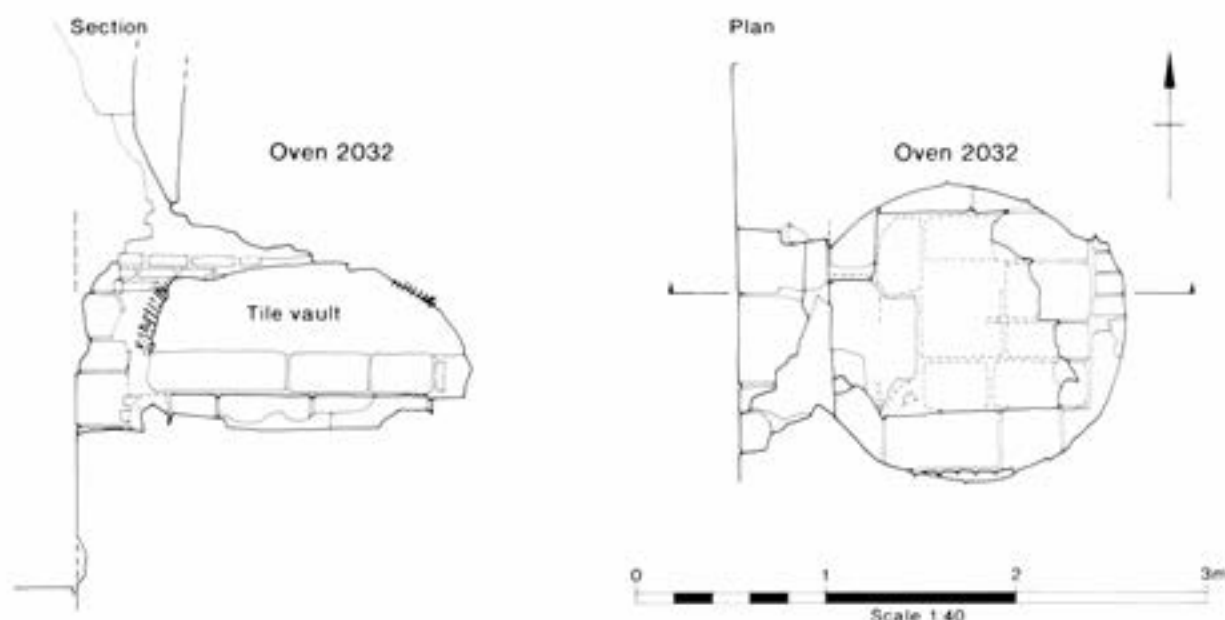 Section
Plan
Oven 2032
Oven 2032
Tile vault
0 1 2 3m
Scale 1:40